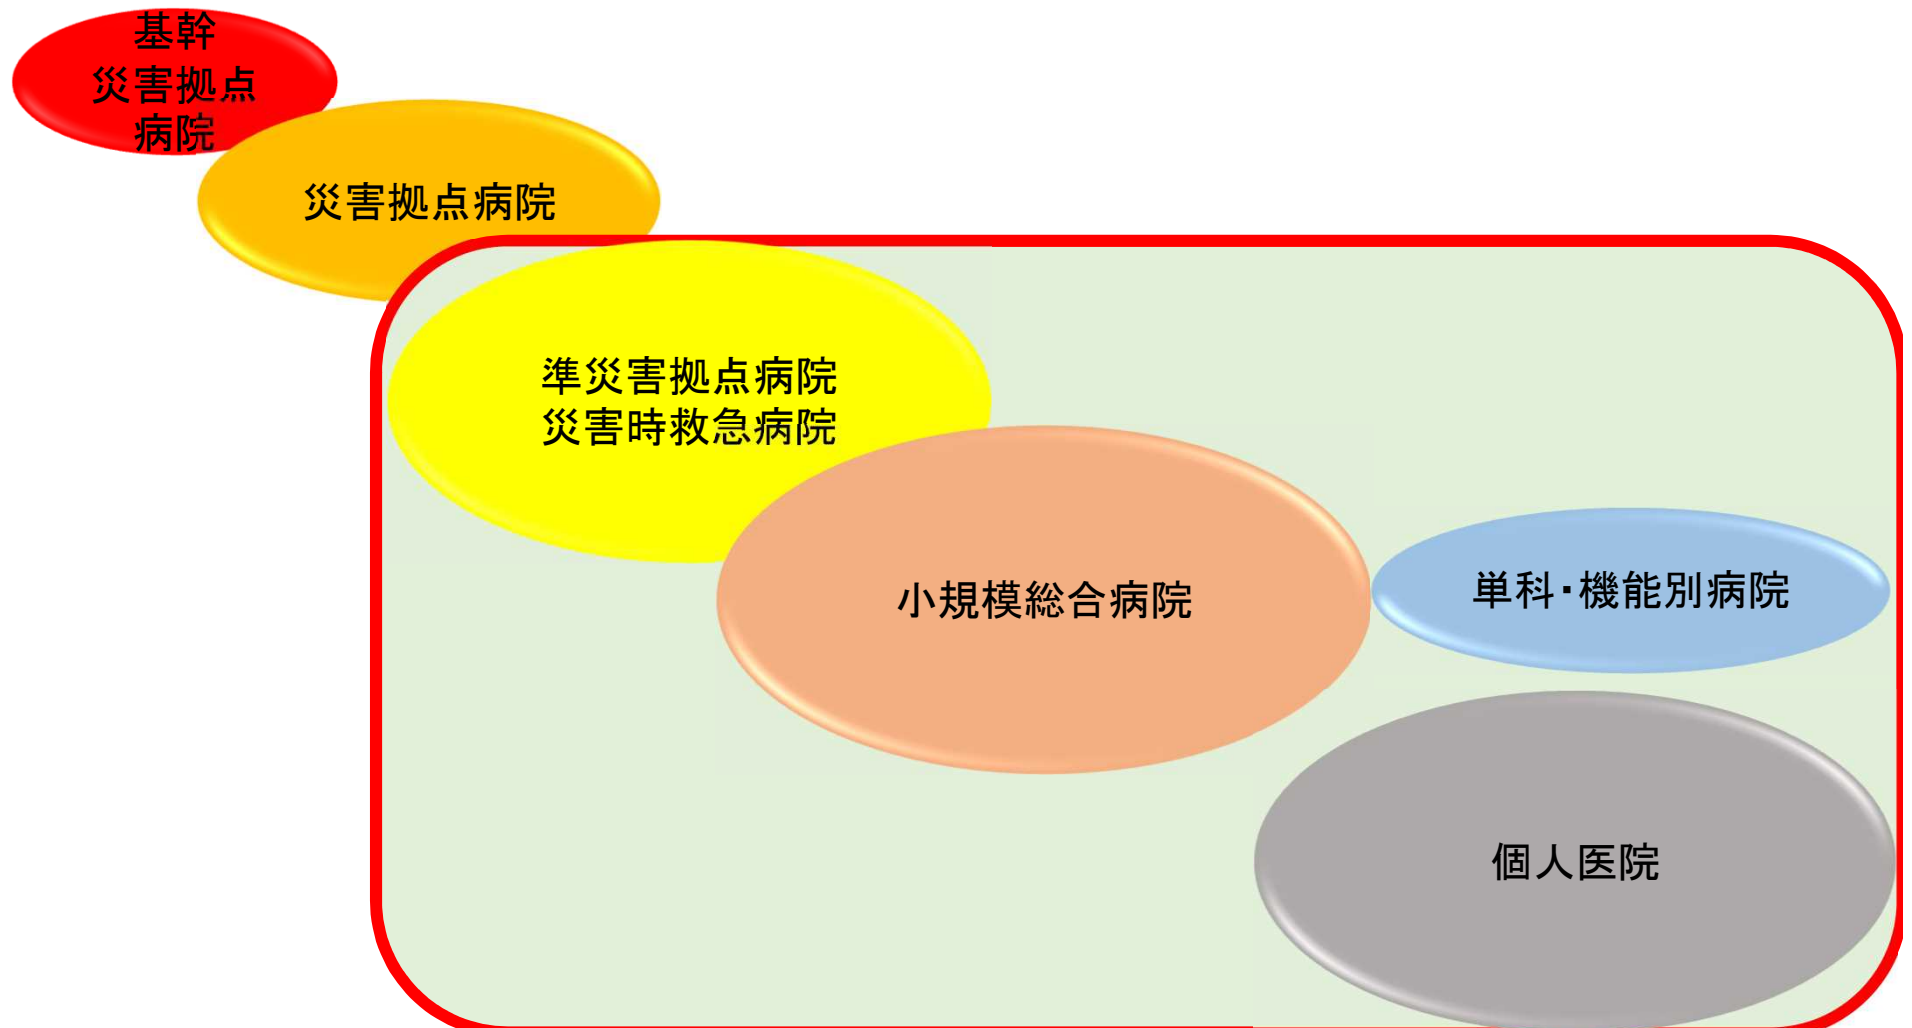 基幹
災害拠点
病院
災害拠点病院
準災害拠点病院
災害時救急病院
小規模総合病院
単科・機能別病院
個人医院